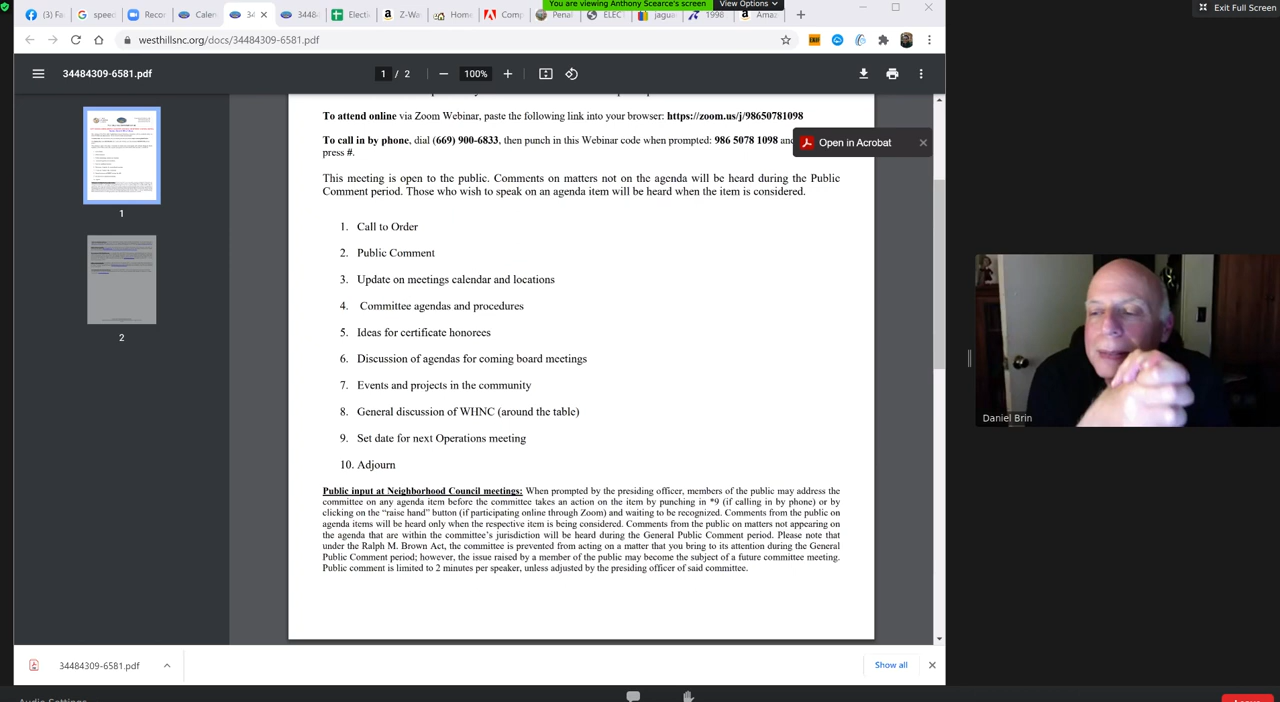 You are viewing Anthony Scearce's screen
View Options
Exit Full Screen
speec
Reco
Caler
34
3448
Electi
Z-Wa
Home
Comp
Penal
ELEC
jagua
1998
Amaz
westhillsnc.org/docs/34484309-6581.pdf
34484309-6581.pdf
1 / 2
100%
To attend online via Zoom Webinar, paste the following link into your browser: https://zoom.us/j/98650781098
To call in by phone, dial (669) 900-6833, then punch in this Webinar code when prompted: 986 5078 1098 and
press #.
Open in Acrobat
This meeting is open to the public. Comments on matters not on the agenda will be heard during the Public
Comment period. Those who wish to speak on an agenda item will be heard when the item is considered.
1. Call to Order
2. Public Comment
3. Update on meetings calendar and locations
4. Committee agendas and procedures
5. Ideas for certificate honorees
6. Discussion of agendas for coming board meetings
7. Events and projects in the community
8. General discussion of WHNC (around the table)
9. Set date for next Operations meeting
10. Adjourn
Public input at Neighborhood Council meetings: When prompted by the presiding officer, members of the public may address the
committee on any agenda item before the committee takes an action on the item by punching in *9 (if calling in by phone) or by
clicking on the “raise hand” button (if participating online through Zoom) and waiting to be recognized. Comments from the public on
agenda items will be heard only when the respective item is being considered. Comments from the public on matters not appearing on
the agenda that are within the committee’s jurisdiction will be heard during the General Public Comment period. Please note that
under the Ralph M. Brown Act, the committee is prevented from acting on a matter that you bring to its attention during the General
Public Comment period; however, the issue raised by a member of the public may become the subject of a future committee meeting.
Public comment is limited to 2 minutes per speaker, unless adjusted by the presiding officer of said committee.
1
2
Daniel Brin
34484309-6581.pdf
Show all
Audio Settings
Leave